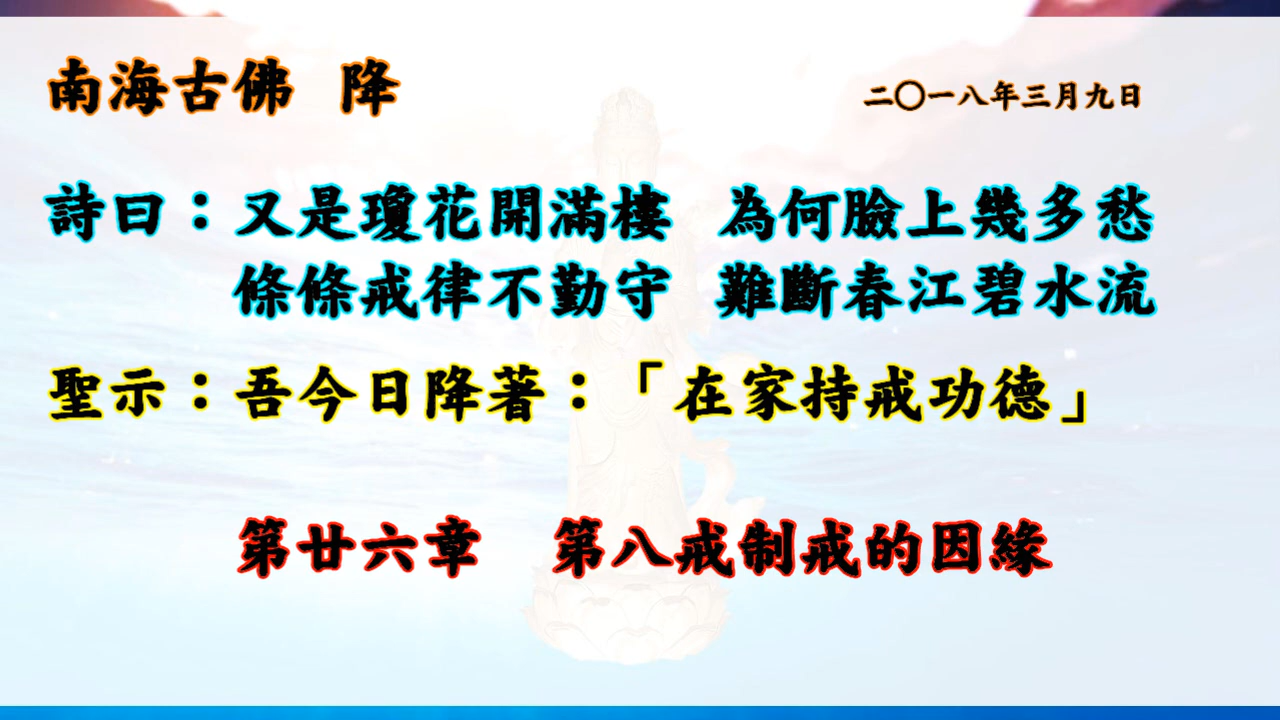 南海古佛 降 二〇一八年三月九日
詩曰：又是瓊花開滿樓 為何臉上幾多愁
條條戒律不勤守 難斷春江碧水流
聖示：吾今日降著：「在家持戒功德」
第廿六章 第八戒制戒的因緣